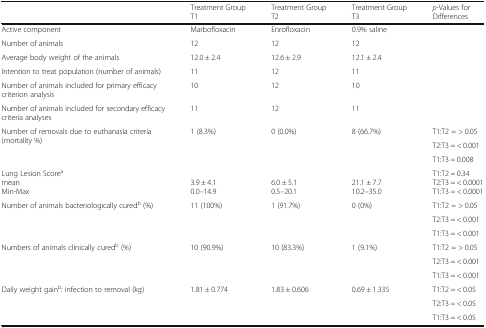 Treatment Group T1 Treatment Group T2 Treatment Group T3 p-Values for Differences
Active component Marbofloxacin Enrofloxacin 0.9% saline
Number of animals 12 12 12
Average body weight of the animals 12.0 ± 2.4 12.6 ± 2.9 12.1 ± 2.4
Intention to treat population (number of animals) 11 12 11
Number of animals included for primary efficacy criterion analysis 10 12 10
Number of animals included for secondary efficacy criteria analyses 11 12 11
Number of removals due to euthanasia criteria (mortality %) 1 (8.3%) 0 (0.0%) 8 (66.7%) T1:T2 = > 0.05
T2:T3 = < 0.001
T1:T3 = 0.008
Lung Lesion Scoreª T1:T2 = 0.34
mean 3.9 ± 4.1 6.0 ± 5.1 21.1 ± 7.7 T2:T3 = < 0.0001
Min-Max 0.0–14.9 0.5–20.1 10.2–35.0 T1:T3 = < 0.0001
Number of animals bacteriologically curedᵇ (%) 11 (100%) 1 (91.7%) 0 (0%) T1:T2 = > 0.05
T2:T3 = < 0.001
T1:T3 = < 0.001
Numbers of animals clinically curedᵇ (%) 10 (90.9%) 10 (83.3%) 1 (9.1%) T1:T2 = > 0.05
T2:T3 = < 0.001
T1:T3 = < 0.001
Daily weight gainᵇ: infection to removal (kg) 1.81 ± 0.774 1.83 ± 0.606 0.69 ± 1.335 T1:T2 = < 0.05
T2:T3 = < 0.05
T1:T3 = < 0.05